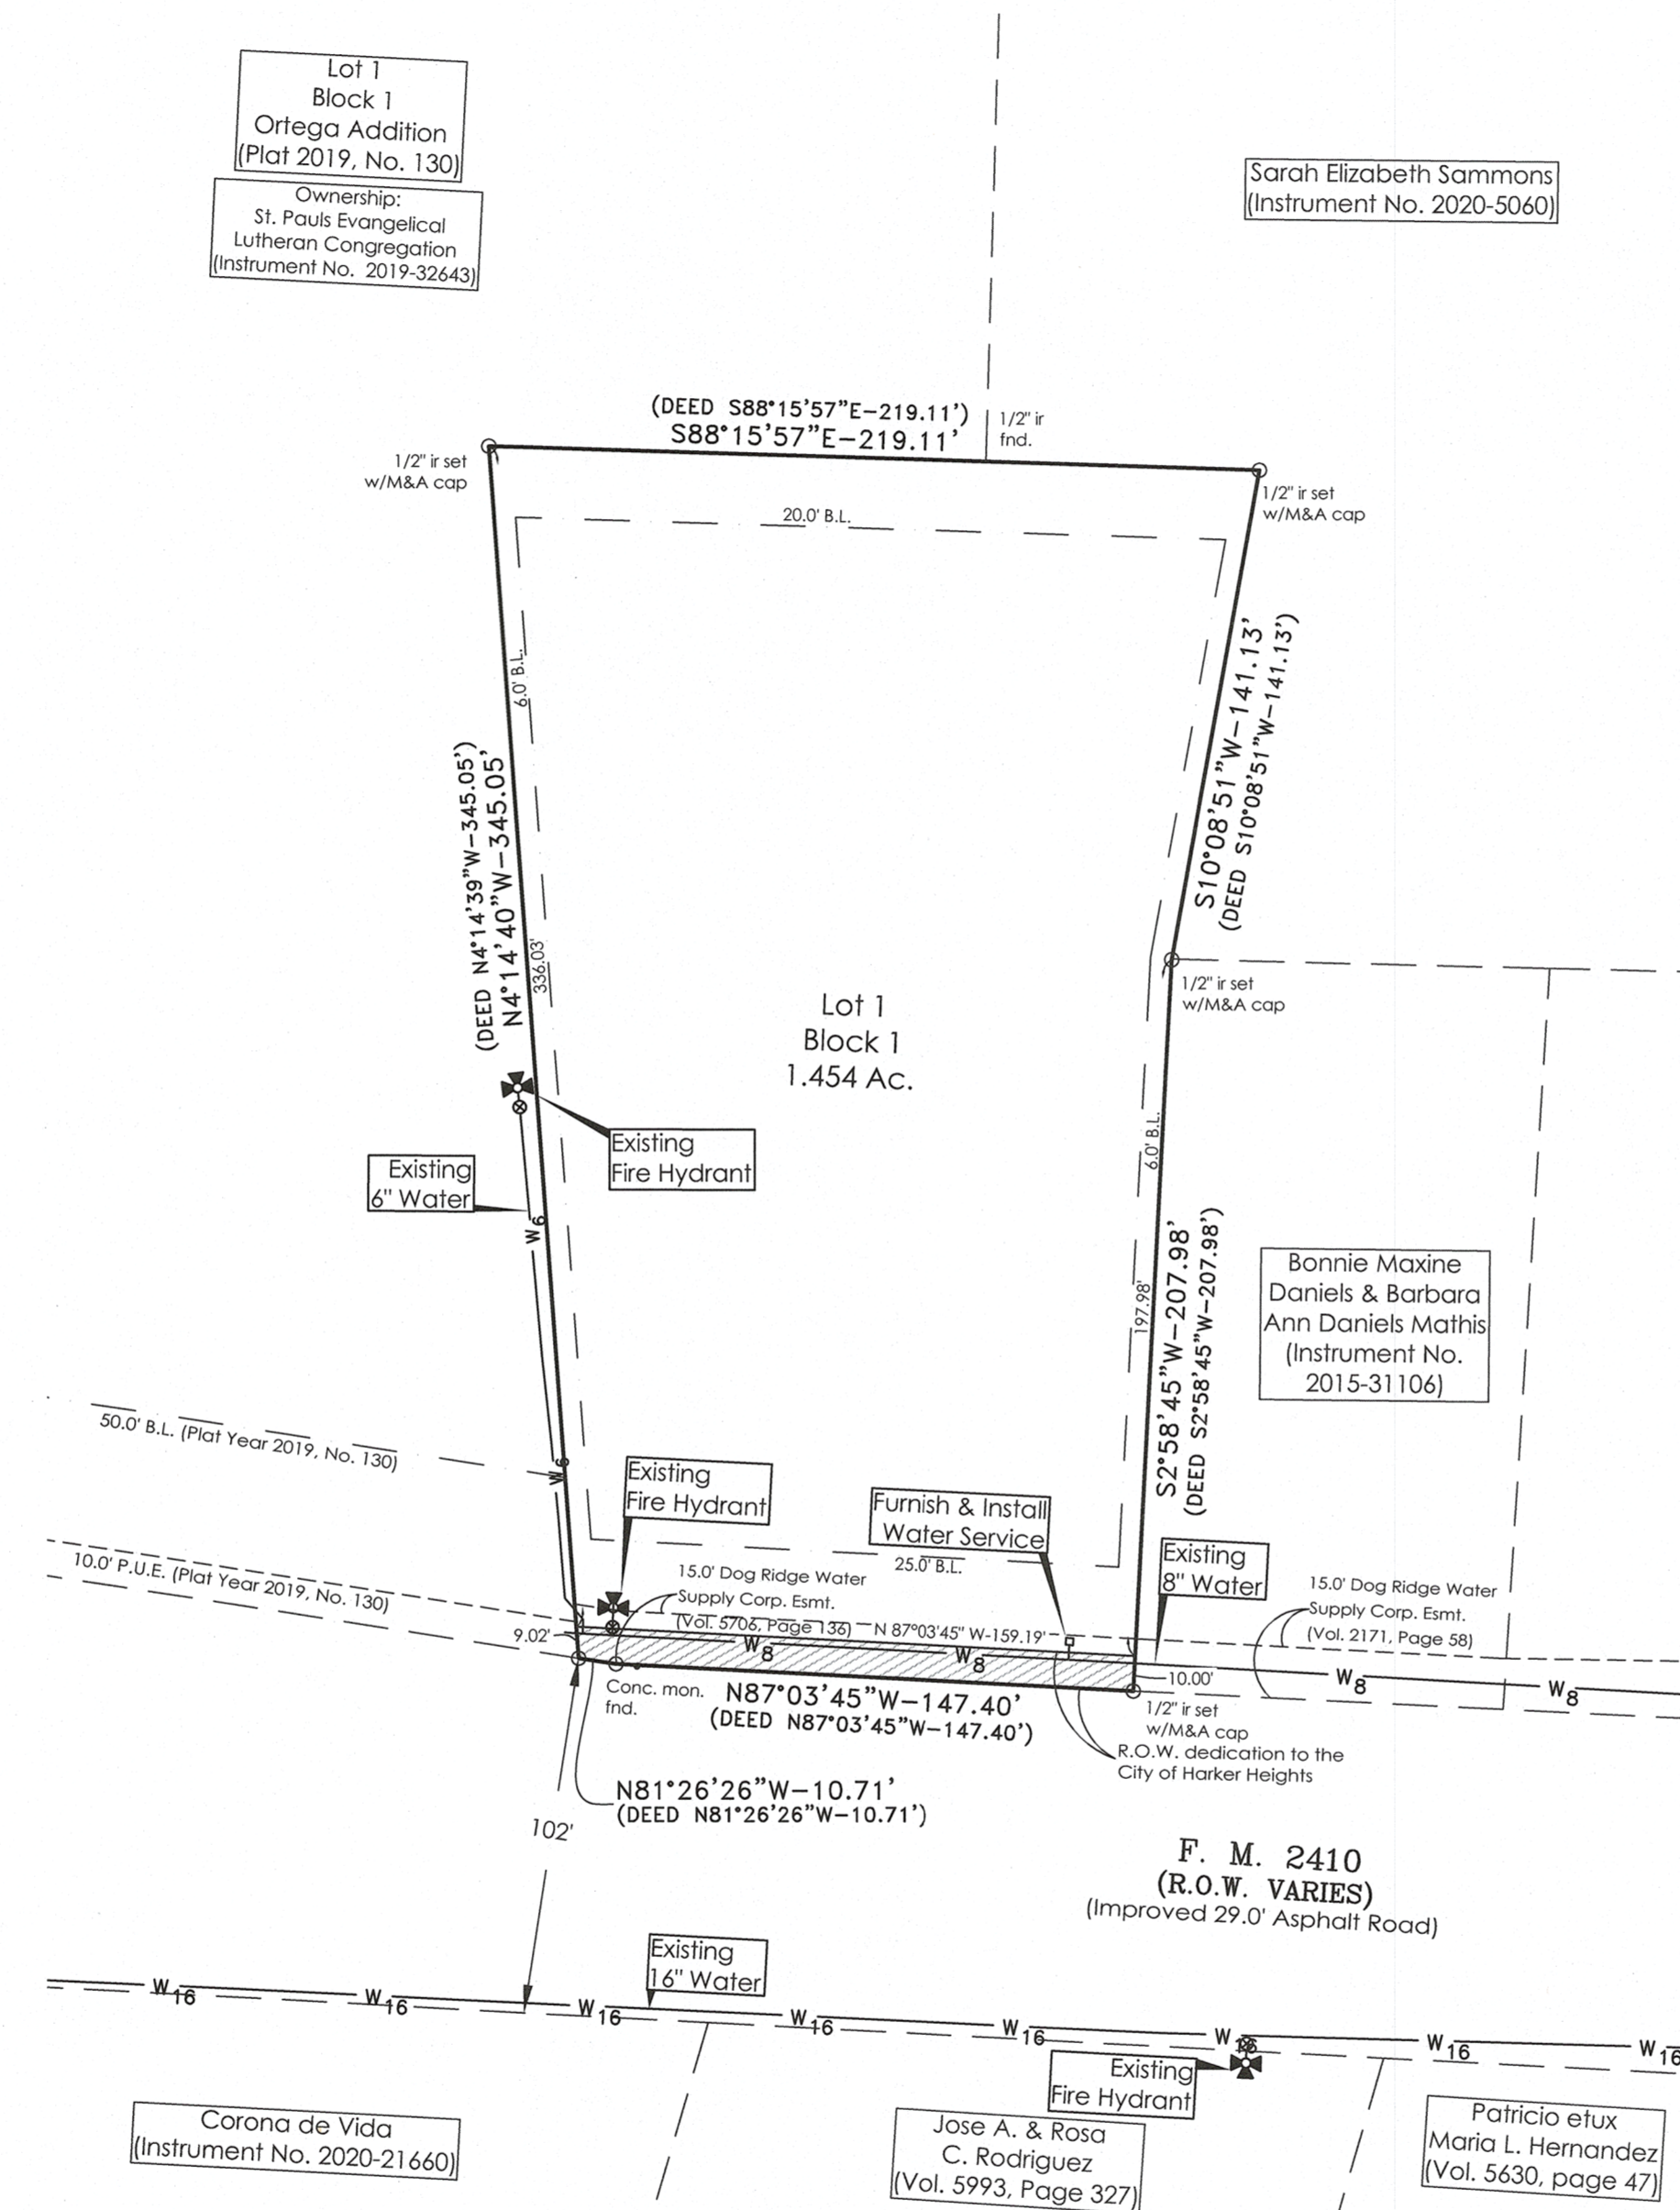 Lot 1
Block 1
Ortega Addition
(Plat 2019, No. 130)
Ownership:
St. Pauls Evangelical
Lutheran Congregation
(Instrument No. 2019-32643)
Sarah Elizabeth Sammons
(Instrument No. 2020-5060)
(DEED S88°15'57"E-219.11')
S88°15'57"E-219.11'
1/2" ir
fnd.
1/2" ir set
w/M&A cap
1/2" ir set
w/M&A cap
20.0' B.L.
6.0' B.L.
S10°08'51"W-141.13'
(DEED S10°08'51"W-141.13')
(DEED N4°14'39"W-345.05')
N4°14'40"W-345.05'
336.03'
1/2" ir set
w/M&A cap
Lot 1
Block 1
1.454 Ac.
Existing
Fire Hydrant
Existing
6" Water
W6
6.0' B.L.
197.98'
S2°58'45"W-207.98'
(DEED S2°58'45"W-207.98')
Bonnie Maxine
Daniels & Barbara
Ann Daniels Mathis
(Instrument No.
2015-31106)
50.0' B.L. (Plat Year 2019, No. 130)
W6
Existing
Fire Hydrant
Furnish & Install
Water Service
25.0' B.L.
Existing
8" Water
10.0' P.U.E. (Plat Year 2019, No. 130)
15.0' Dog Ridge Water
Supply Corp. Esmt.
(Vol. 5706, Page 136)
N 87°03'45" W-159.19'
15.0' Dog Ridge Water
Supply Corp. Esmt.
(Vol. 2171, Page 58)
9.02'
W8
W8
10.00'
W8
W8
Conc. mon.
fnd.
N87°03'45"W-147.40'
(DEED N87°03'45"W-147.40')
1/2" ir set
w/M&A cap
R.O.W. dedication to the
City of Harker Heights
N81°26'26"W-10.71'
(DEED N81°26'26"W-10.71')
102'
F. M. 2410
(R.O.W. VARIES)
(Improved 29.0' Asphalt Road)
Existing
16" Water
W16
W16
W16
W16
W16
W16
W16
W16
Existing
Fire Hydrant
Corona de Vida
(Instrument No. 2020-21660)
Jose A. & Rosa
C. Rodriguez
(Vol. 5993, Page 327)
Patricio etux
Maria L. Hernandez
(Vol. 5630, page 47)